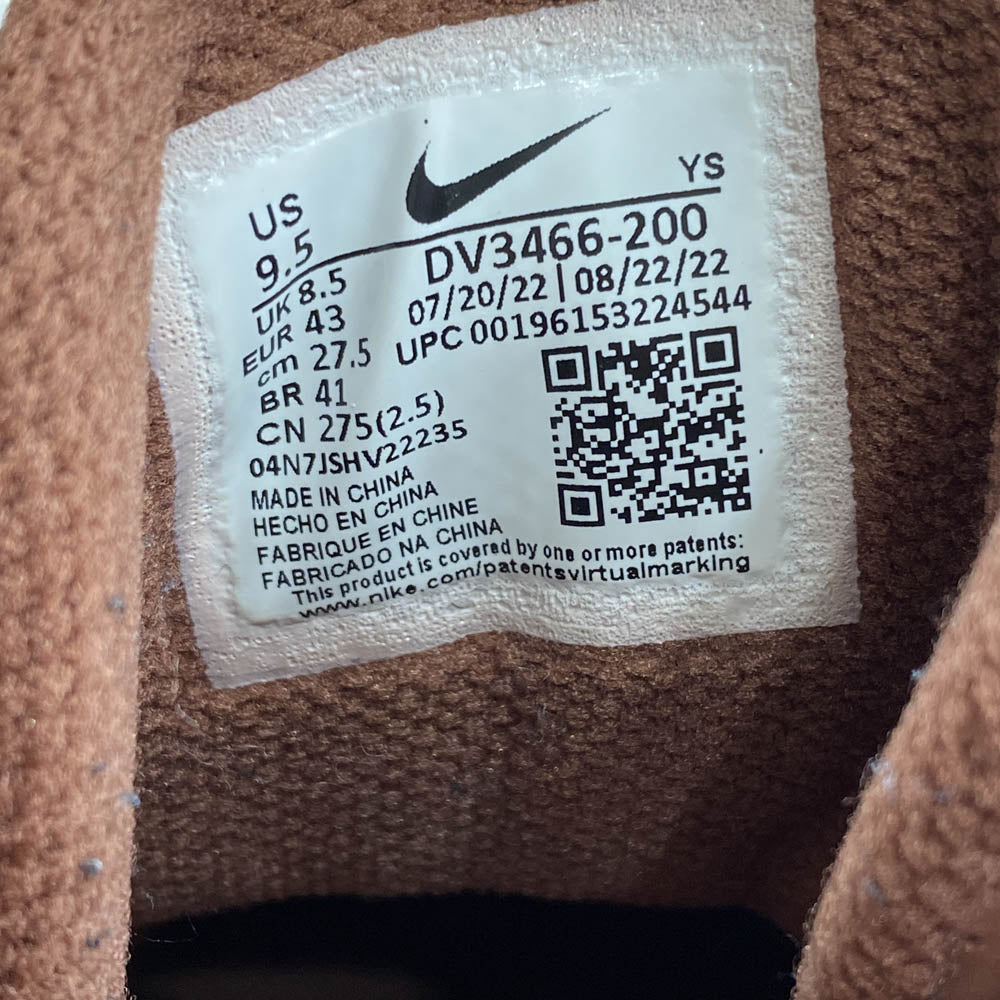 US
9.5
UK 8.5
EUR 43
cm 27.5
BR 41
CN 275(2.5)
YS
DV3466-200
07/20/22 | 08/22/22
UPC 00196153224544
04N7JSHV22235
MADE IN CHINA
HECHO EN CHINA
FABRIQUE EN CHINE
FABRICADO NA CHINA
This product is covered by one or more patents:
www.nike.com/patentsvirtualmarking